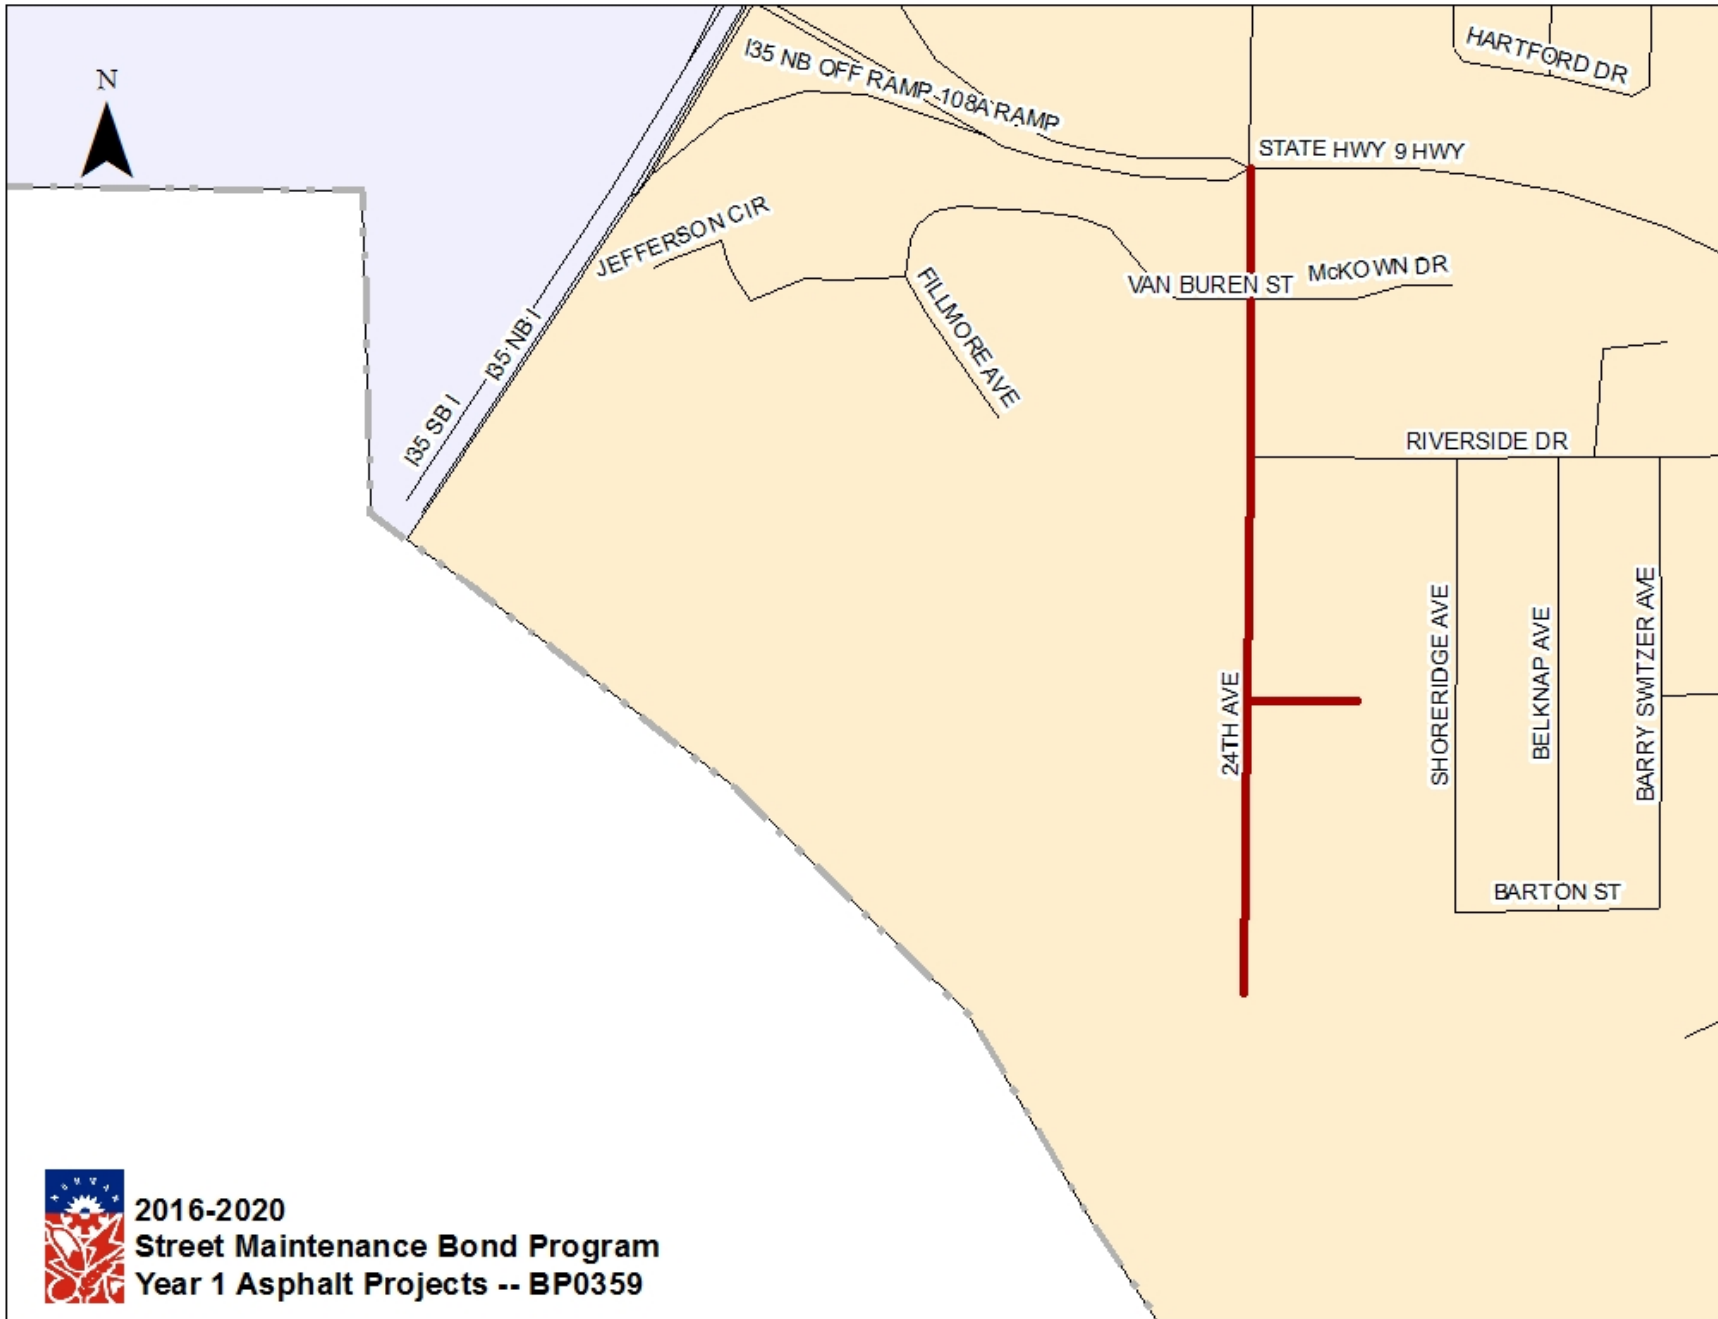 N
I35 NB OFF RAMP-108A RAMP
HARTFORD DR
STATE HWY 9 HWY
JEFFERSON CIR
VAN BUREN ST
McKOWN DR
FILLMORE AVE
I35 NB I
I35 SB I
RIVERSIDE DR
24TH AVE
SHORERIDGE AVE
BELKNAP AVE
BARRY SWITZER AVE
BARTON ST
NORMAN
2016-2020
Street Maintenance Bond Program
Year 1 Asphalt Projects -- BP0359